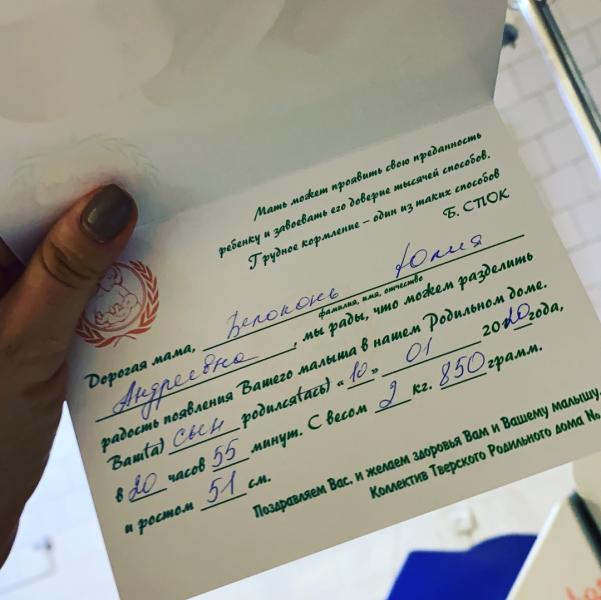 Мать может проявить свою преданность
ребенку и завоевать его доверие тысячей способов.
Грудное кормление – один из таких способов
Б. СПОК
Дорогая мама, Белоконь Юлия
фамилия, имя, отчество
Андреевна, мы рады, что можем разделить
радость появления Вашего малыша в нашем Родильном доме.
Ваш(а) сын родился(ась) «10» 01 2020года,
в 20 часов 55 минут. С весом 2 кг. 850 грамм.
и ростом 51 см.
Поздравляем Вас, и желаем здоровья Вам и Вашему малышу.
Коллектив Тверского Родильного дома №